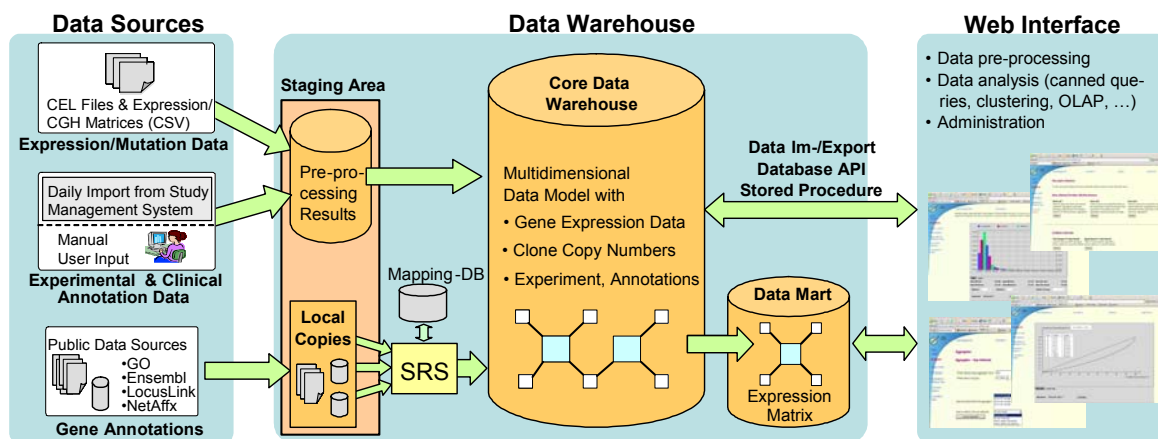 Data Sources
CEL Files & Expression/
CGH Matrices (CSV)
Expression/Mutation Data
Daily Import from Study
Management System
Manual
User Input
Experimental & Clinical
Annotation Data
Public Data Sources
•GO
•Ensembl
•LocusLink
•NetAffx
Gene Annotations
Data Warehouse
Staging Area
Pre-pro-
cessing
Results
Local
Copies
Mapping-DB
SRS
Core Data
Warehouse
Multidimensional
Data Model with
• Gene Expression Data
• Clone Copy Numbers
• Experiment, Annotations
Data Im-/Export
Database API
Stored Procedure
Data Mart
Expression
Matrix
Web Interface
• Data pre-processing
• Data analysis (canned que-
ries, clustering, OLAP, …)
• Administration